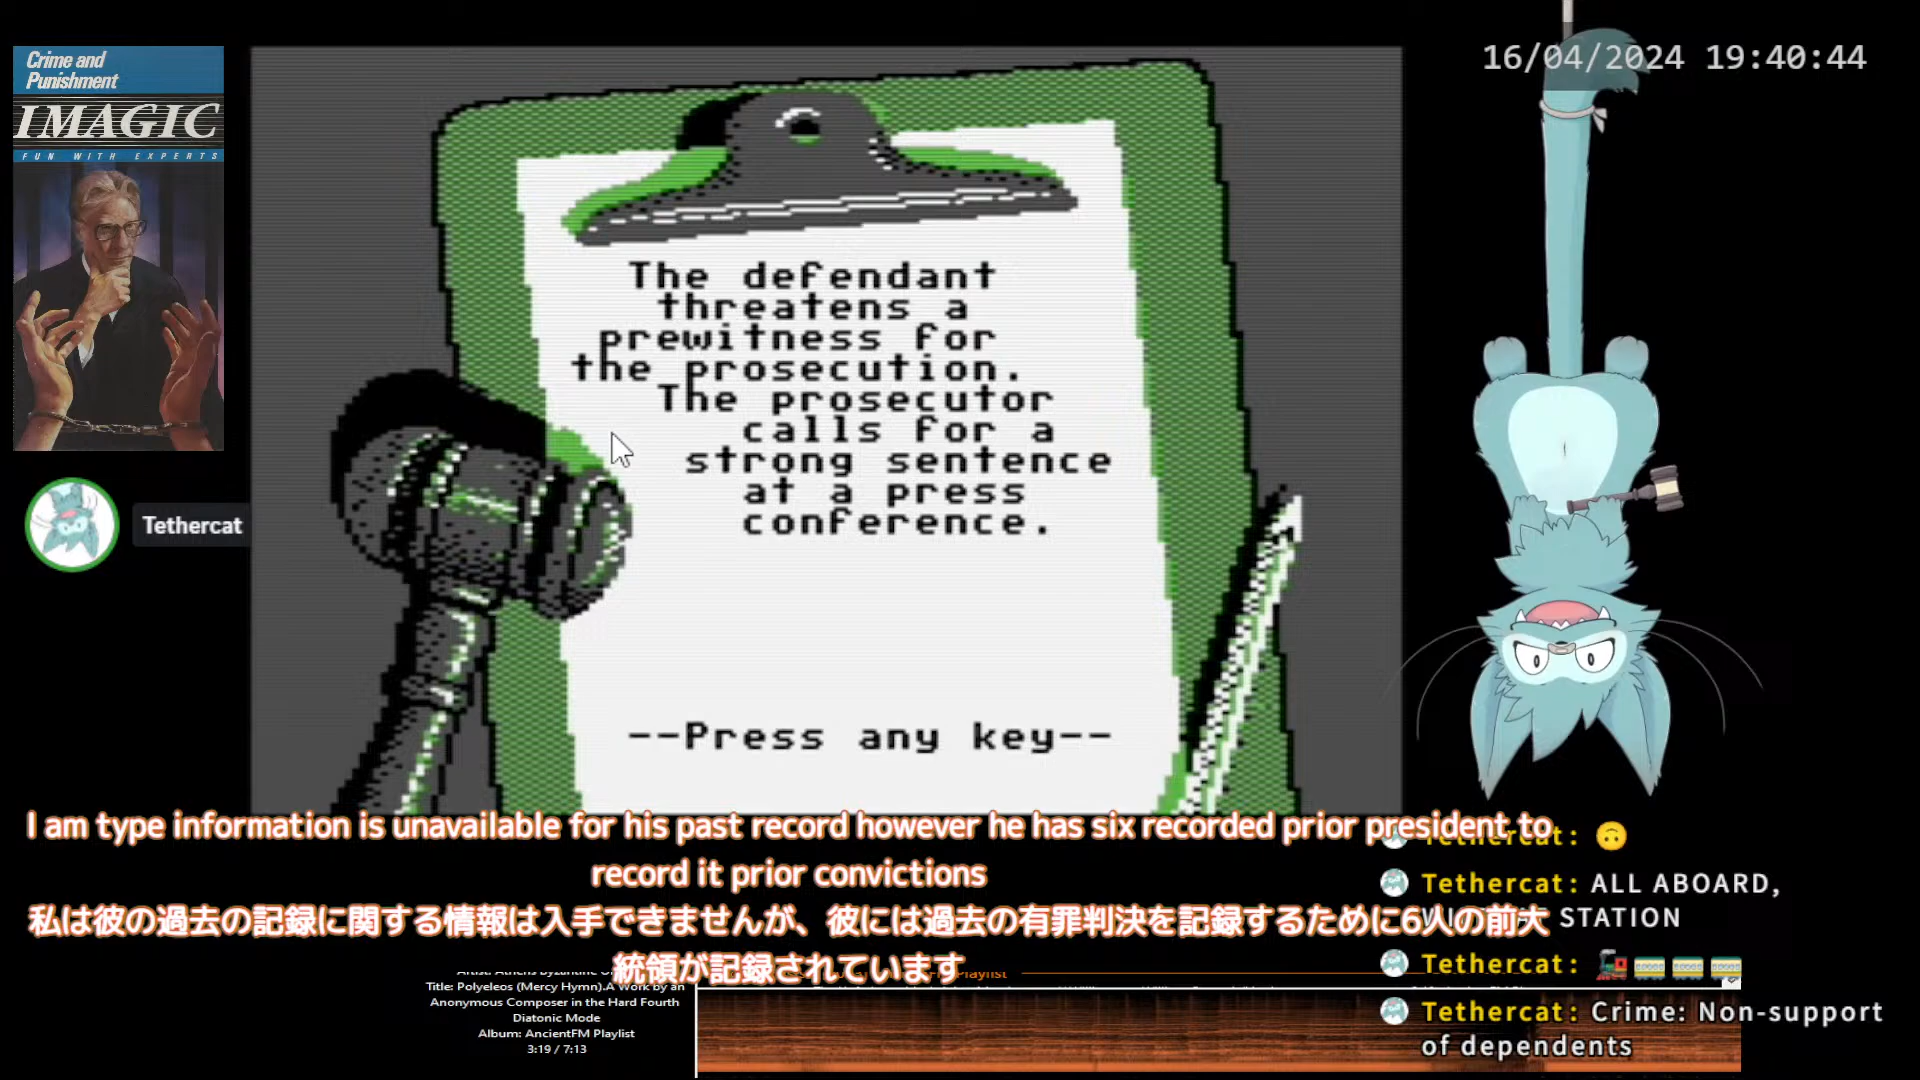 Crime and
Punishment
IMAGIC
FUN WITH EXPERTS
16/04/2024 19:40:44
The defendant
threatens a
prewitness for
the prosecution.
The prosecutor
calls for a
strong sentence
at a press
conference.
--Press any key--
Tethercat
I am type information is unavailable for his past record however he has six recorded prior president to
record it prior convictions
私は彼の過去の記録に関する情報は入手できませんが、彼には過去の有罪判決を記録するために6人の前大
統領が記録されています
Tethercat: 🙃
Tethercat: ALL ABOARD,
STATION
Tethercat: 🚂🚃🚃🚃
Tethercat: Crime: Non-support
of dependents
Artist: Athens Byzantine
Title: Polyeleos (Mercy Hymn).A Work by an
Anonymous Composer in the Hard Fourth
Diatonic Mode
Album: AncientFM Playlist
3:19 / 7:13
Playlist